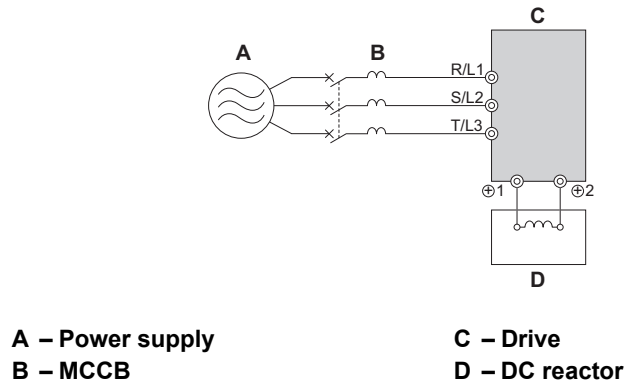 C
A
B
R/L1
S/L2
T/L3
⊕1
⊕2
D
A – Power supply
B – MCCB
C – Drive
D – DC reactor